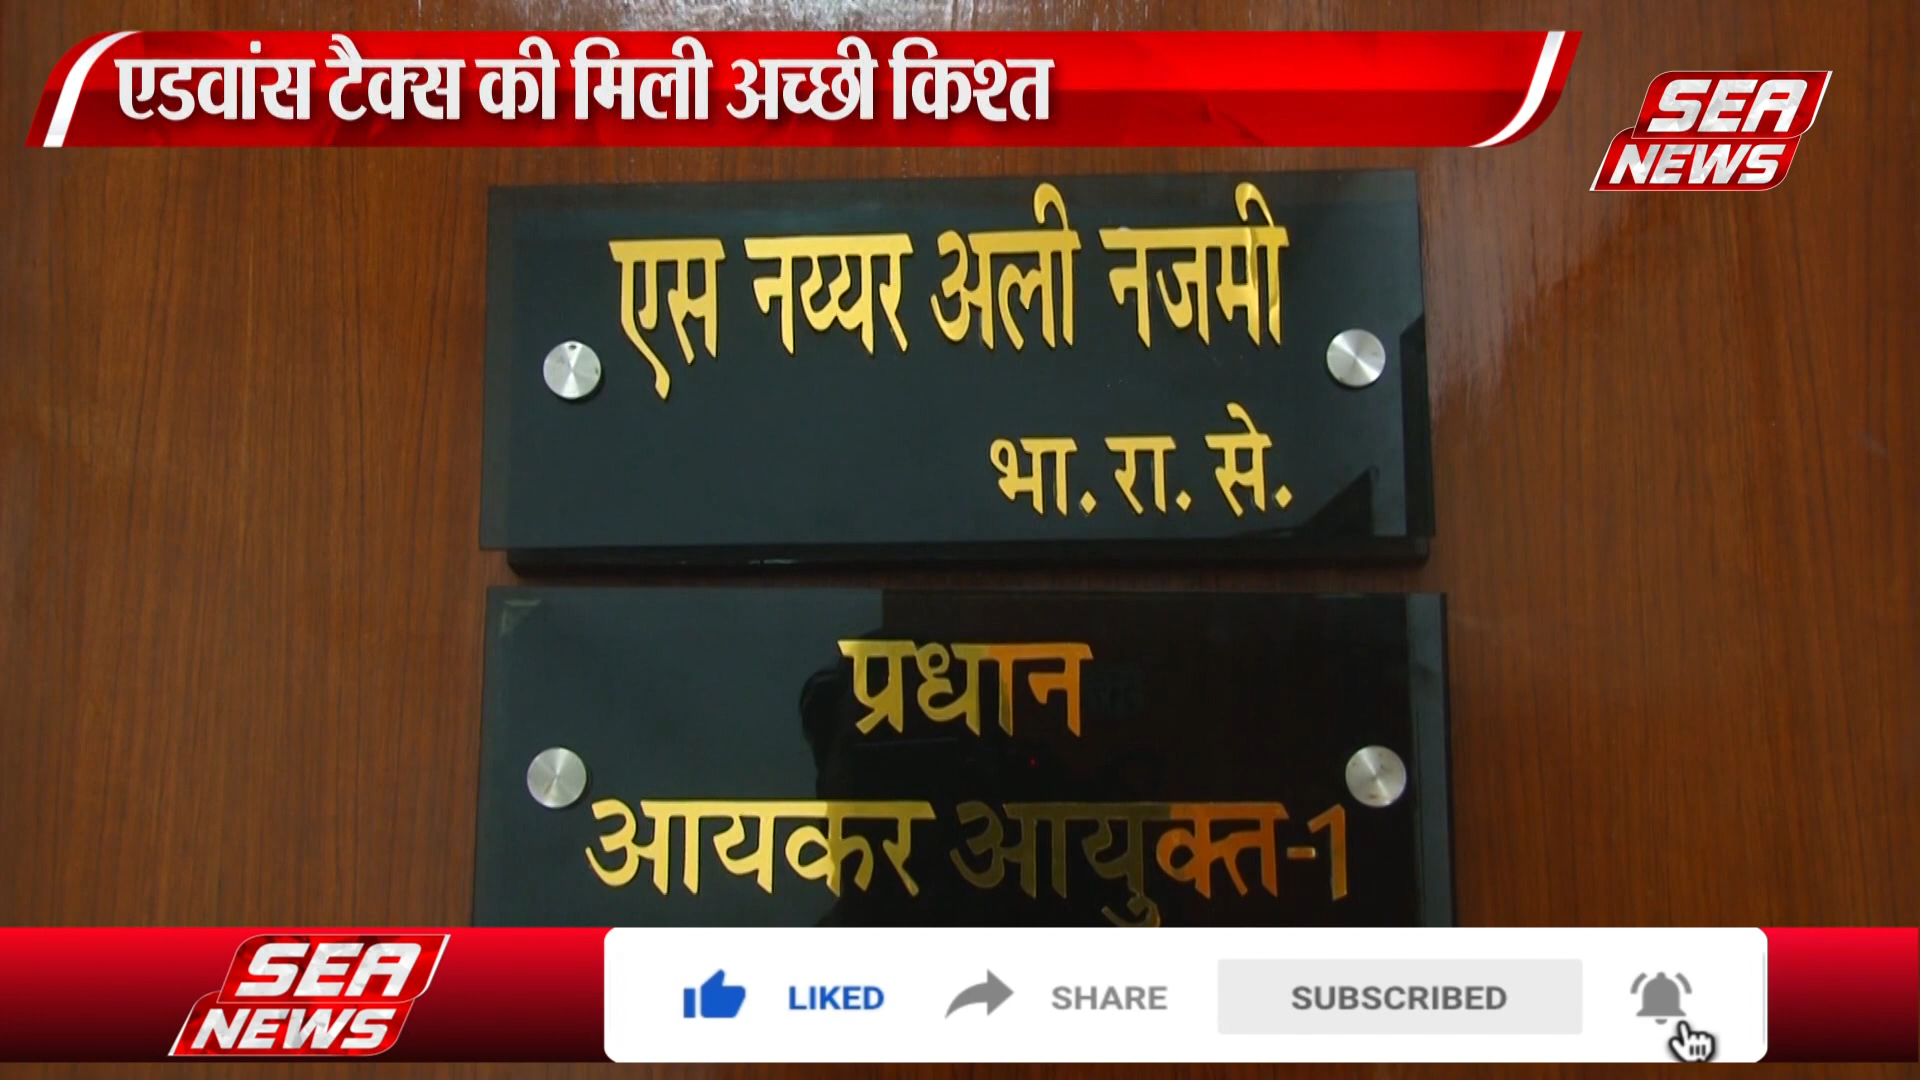 एडवांस टैक्स की मिली अच्छी किश्त
SEA
NEWS
एस नय्यर अली नजमी
भा. रा. से.
प्रधान
आयकर आयुक्त-1
SEA
NEWS
LIKED
SHARE
SUBSCRIBED